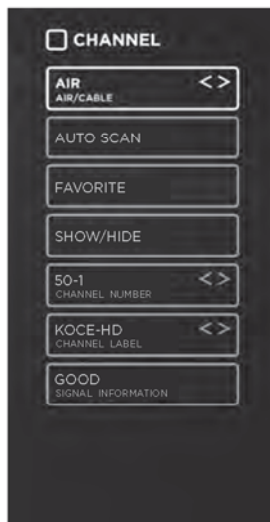 CHANNEL
AIR < >
AIR/CABLE
AUTO SCAN
FAVORITE
SHOW/HIDE
50-1 < >
CHANNEL NUMBER
KOCE-HD < >
CHANNEL LABEL
GOOD
SIGNAL INFORMATION